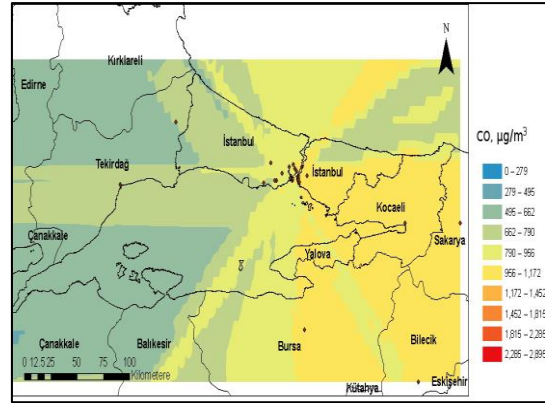 N
Kırklareli
Edirne
İstanbul
İstanbul
Tekirdağ
Kocaeli
Sakarya
Çanakkale
Yalova
Çanakkale
Balıkesir
Bursa
Bilecik
Kütahya
Eskişehir
0 12.5 25 50 75 100
Kilometere
CO, µg/m³
0 – 279
279 – 495
495 – 662
662 – 790
790 – 956
956 – 1,172
1,172 – 1,452
1,452 – 1,815
1,815 – 2,285
2,285 – 2,895